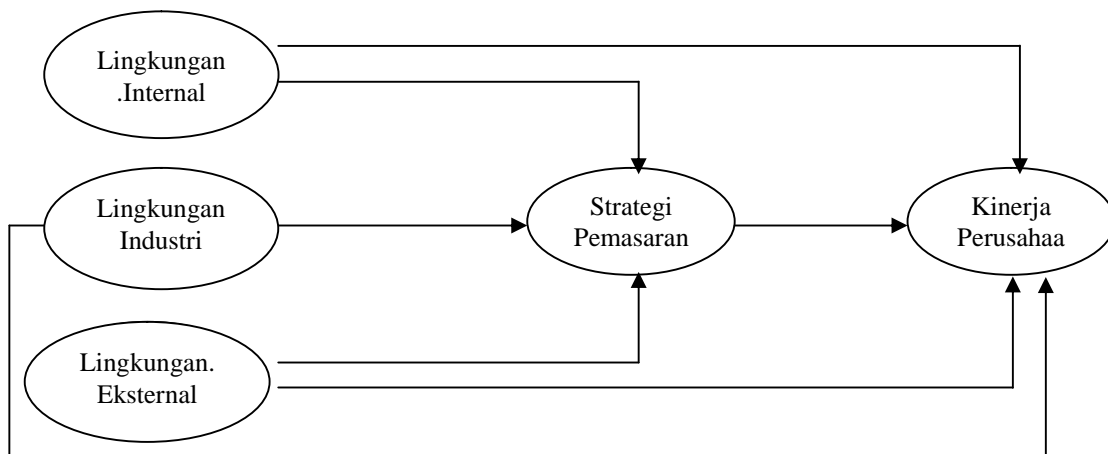 Lingkungan
.Internal
Lingkungan
Industri
Strategi
Pemasaran
Kinerja
Perusahaa
Lingkungan.
Eksternal